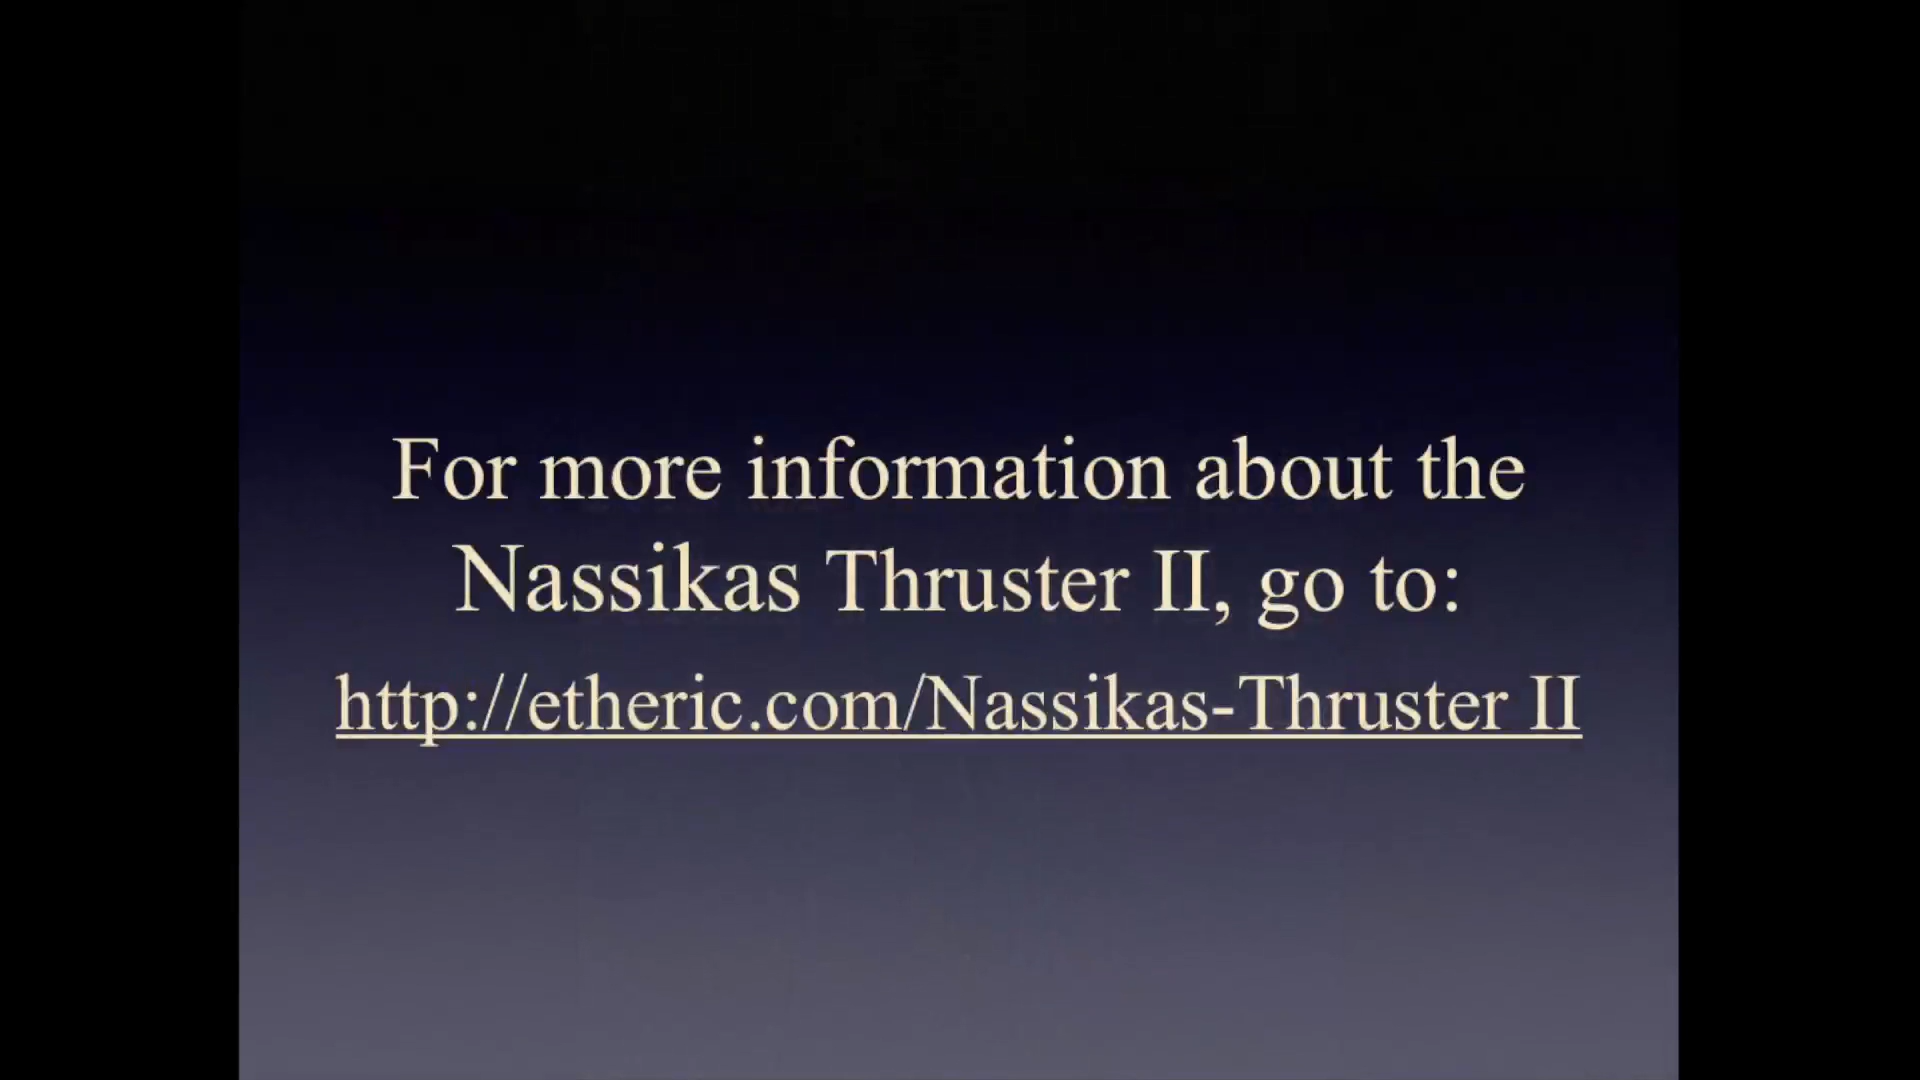 For more information about the
Nassikas Thruster II, go to:
http://etheric.com/Nassikas-Thruster II